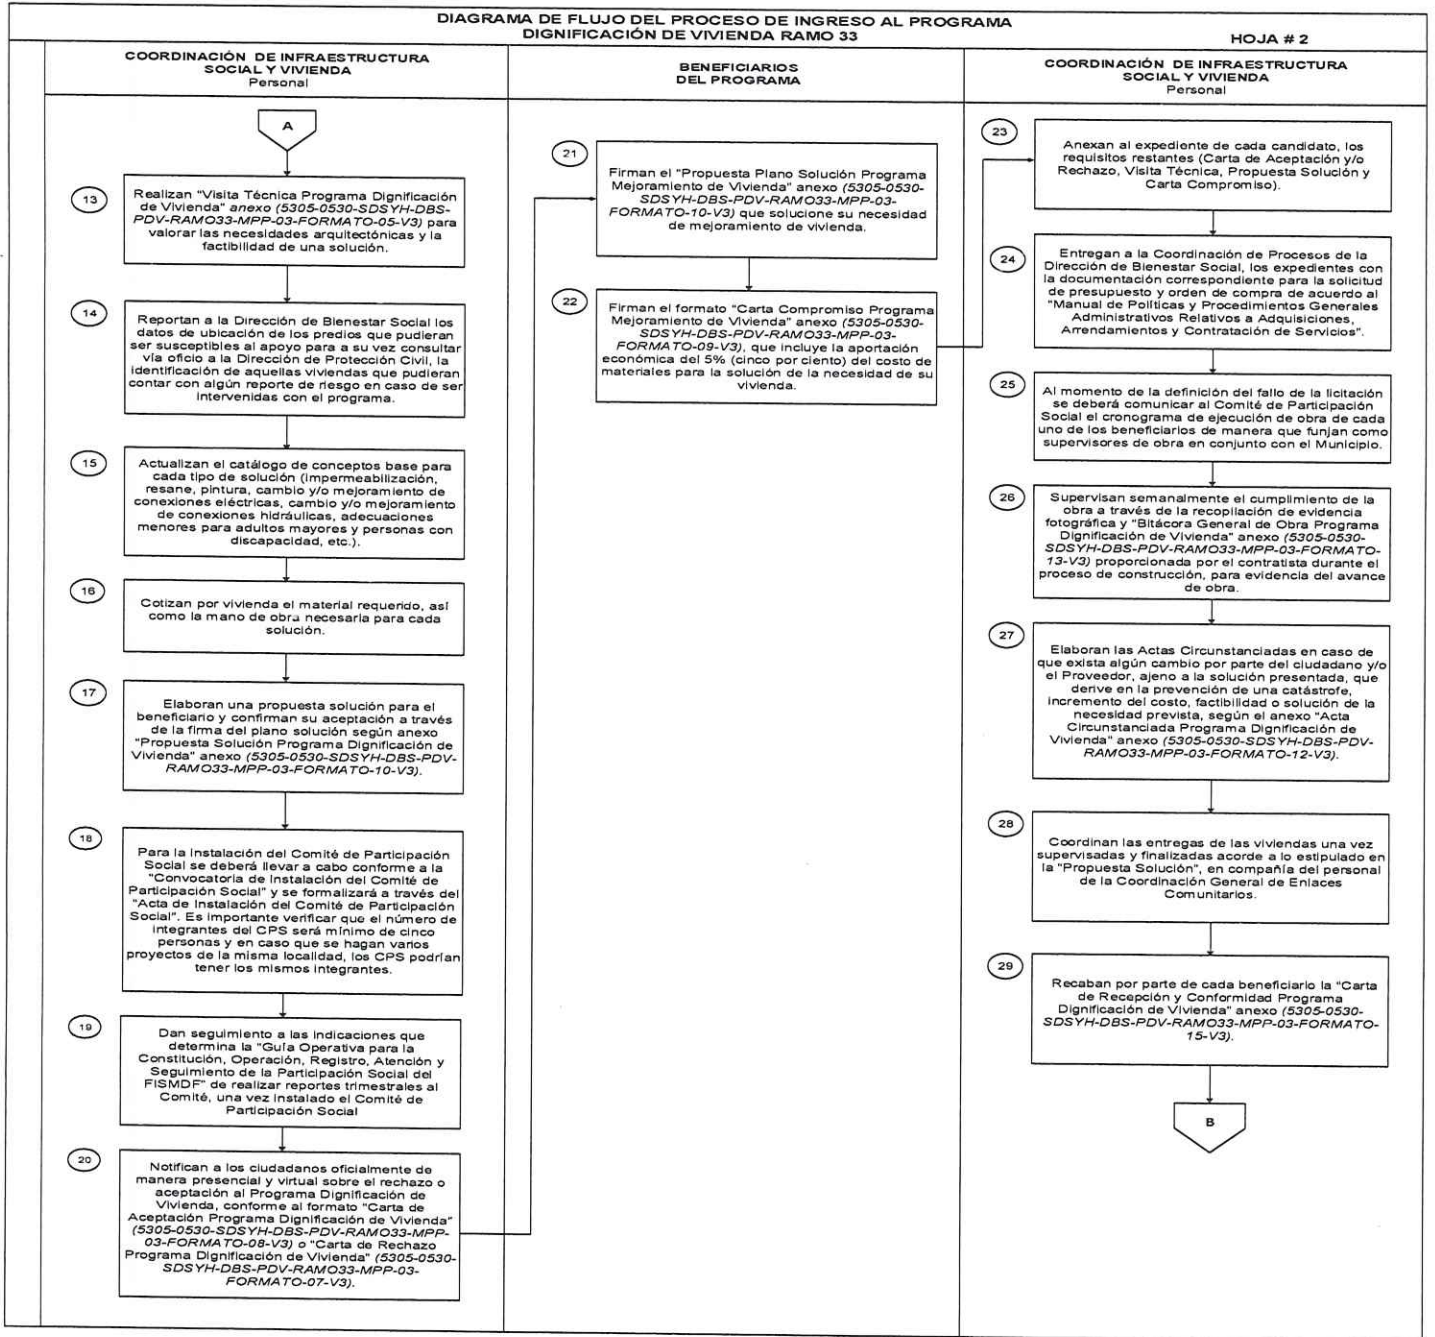 DIAGRAMA DE FLUJO DEL PROCESO DE INGRESO AL PROGRAMA
DIGNIFICACIÓN DE VIVIENDA RAMO 33
HOJA # 2
COORDINACIÓN DE INFRAESTRUCTURA
SOCIAL Y VIVIENDA
Personal
A
13
Realizan "Visita Técnica Programa Dignificación
de Vivienda" anexo (5305-0530-SDSYH-DBS-
PDV-RAMO33-MPP-03-FORMATO-05-V3) para
valorar las necesidades arquitectónicas y la
factibilidad de una solución.
14
Reportan a la Dirección de Bienestar Social los
datos de ubicación de los predios que pudieran
ser susceptibles al apoyo para a su vez consultar
vía oficio a la Dirección de Protección Civil, la
identificación de aquellas viviendas que pudieran
contar con algún reporte de riesgo en caso de ser
intervenidas con el programa.
15
Actualizan el catálogo de conceptos base para
cada tipo de solución (impermeabilización,
resane, pintura, cambio y/o mejoramiento de
conexiones eléctricas, cambio y/o mejoramiento
de conexiones hidráulicas, adecuaciones
menores para adultos mayores y personas con
discapacidad, etc.).
16
Cotizan por vivienda el material requerido, así
como la mano de obra necesaria para cada
solución.
17
Elaboran una propuesta solución para el
beneficiario y confirman su aceptación a través
de la firma del plano solución según anexo
"Propuesta Solución Programa Dignificación de
Vivienda" anexo (5305-0530-SDSYH-DBS-PDV-
RAMO33-MPP-03-FORMATO-10-V3).
18
Para la Instalación del Comité de Participación
Social se deberá llevar a cabo conforme a la
"Convocatoria de Instalación del Comité de
Participación Social" y se formalizará a través del
"Acta de Instalación del Comité de Participación
Social". Es importante verificar que el número de
integrantes del CPS será mínimo de cinco
personas y en caso que se hagan varios
proyectos de la misma localidad, los CPS podrían
tener los mismos integrantes.
19
Dan seguimiento a las indicaciones que
determina la "Guía Operativa para la
Constitución, Operación, Registro, Atención y
Seguimiento de la Participación Social del
FISMDF" de realizar reportes trimestrales al
Comité, una vez instalado el Comité de
Participación Social
20
Notifican a los ciudadanos oficialmente de
manera presencial y virtual sobre el rechazo o
aceptación al Programa Dignificación de
Vivienda, conforme al formato "Carta de
Aceptación Programa Dignificación de Vivienda"
(5305-0530-SDSYH-DBS-PDV-RAMO33-MPP-
03-FORMATO-08-V3) o "Carta de Rechazo
Programa Dignificación de Vivienda" (5305-0530-
SDSYH-DBS-PDV-RAMO33-MPP-03-
FORMATO-07-V3).
BENEFICIARIOS
DEL PROGRAMA
21
Firman el "Propuesta Plano Solución Programa
Mejoramiento de Vivienda" anexo (5305-0530-
SDSYH-DBS-PDV-RAMO33-MPP-03-
FORMATO-10-V3) que solucione su necesidad
de mejoramiento de vivienda.
22
Firman el formato "Carta Compromiso Programa
Mejoramiento de Vivienda" anexo (5305-0530-
SDSYH-DBS-PDV-RAMO33-MPP-03-
FORMATO-09-V3), que incluye la aportación
económica del 5% (cinco por ciento) del costo de
materiales para la solución de la necesidad de su
vivienda.
COORDINACIÓN DE INFRAESTRUCTURA
SOCIAL Y VIVIENDA
Personal
23
Anexan al expediente de cada candidato, los
requisitos restantes (Carta de Aceptación y/o
Rechazo, Visita Técnica, Propuesta Solución y
Carta Compromiso).
24
Entregan a la Coordinación de Procesos de la
Dirección de Bienestar Social, los expedientes con
la documentación correspondiente para la solicitud
de presupuesto y orden de compra de acuerdo al
"Manual de Políticas y Procedimientos Generales
Administrativos Relativos a Adquisiciones,
Arrendamientos y Contratación de Servicios".
25
Al momento de la definición del fallo de la licitación
se deberá comunicar al Comité de Participación
Social el cronograma de ejecución de obra de cada
uno de los beneficiarios de manera que funjan como
supervisores de obra en conjunto con el Municipio.
26
Supervisan semanalmente el cumplimiento de la
obra a través de la recopilación de evidencia
fotográfica y "Bitácora General de Obra Programa
Dignificación de Vivienda" anexo (5305-0530-
SDSYH-DBS-PDV-RAMO33-MPP-03-FORMATO-
13-V3) proporcionada por el contratista durante el
proceso de construcción, para evidencia del avance
de obra.
27
Elaboran las Actas Circunstanciadas en caso de
que exista algún cambio por parte del ciudadano y/o
el Proveedor, ajeno a la solución presentada, que
derive en la prevención de una catástrofe,
incremento del costo, factibilidad o solución de la
necesidad prevista, según el anexo "Acta
Circunstanciada Programa Dignificación de
Vivienda" anexo (5305-0530-SDSYH-DBS-PDV-
RAMO33-MPP-03-FORMATO-12-V3).
28
Coordinan las entregas de las viviendas una vez
supervisadas y finalizadas acorde a lo estipulado en
la "Propuesta Solución", en compañía del personal
de la Coordinación General de Enlaces
Comunitarios.
29
Recaban por parte de cada beneficiario la "Carta
de Recepción y Conformidad Programa
Dignificación de Vivienda" anexo (5305-0530-
SDSYH-DBS-PDV-RAMO33-MPP-03-FORMATO-
15-V3).
B